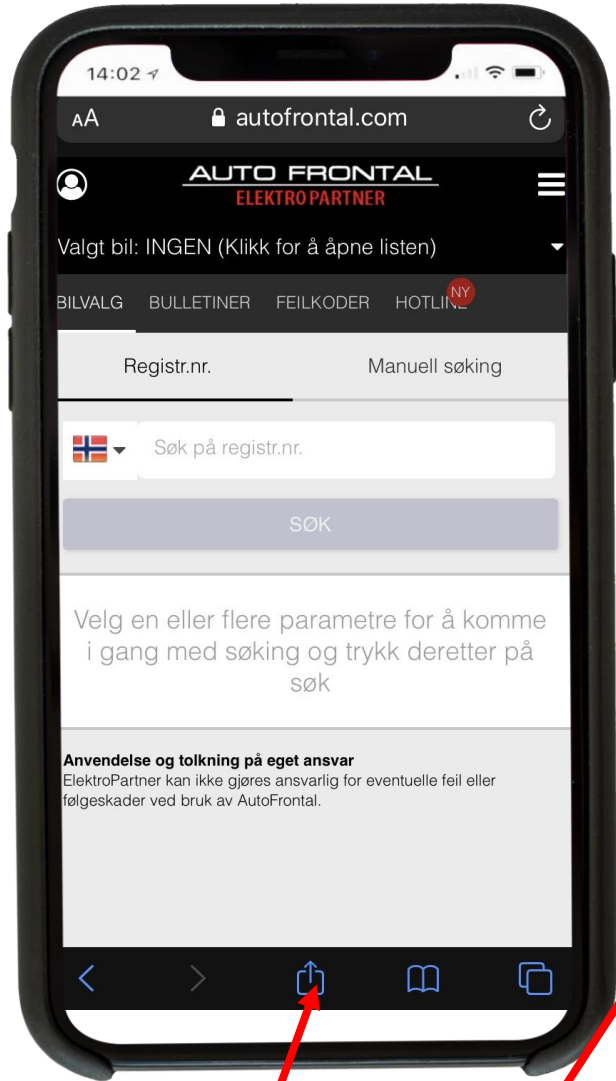 14:02
AA autofrontal.com
AUTO FRONTAL
ELEKTROPARTNER
Valgt bil: INGEN (Klikk for å åpne listen)
BILVALG BULLETINER FEILKODER HOTLINE NY
Registr.nr. Manuell søking
Søk på registr.nr.
SØK
Velg en eller flere parametre for å komme
i gang med søking og trykk deretter på
søk
Anvendelse og tolkning på eget ansvar
ElektroPartner kan ikke gjøres ansvarlig for eventuelle feil eller
følgeskader ved bruk av AutoFrontal.